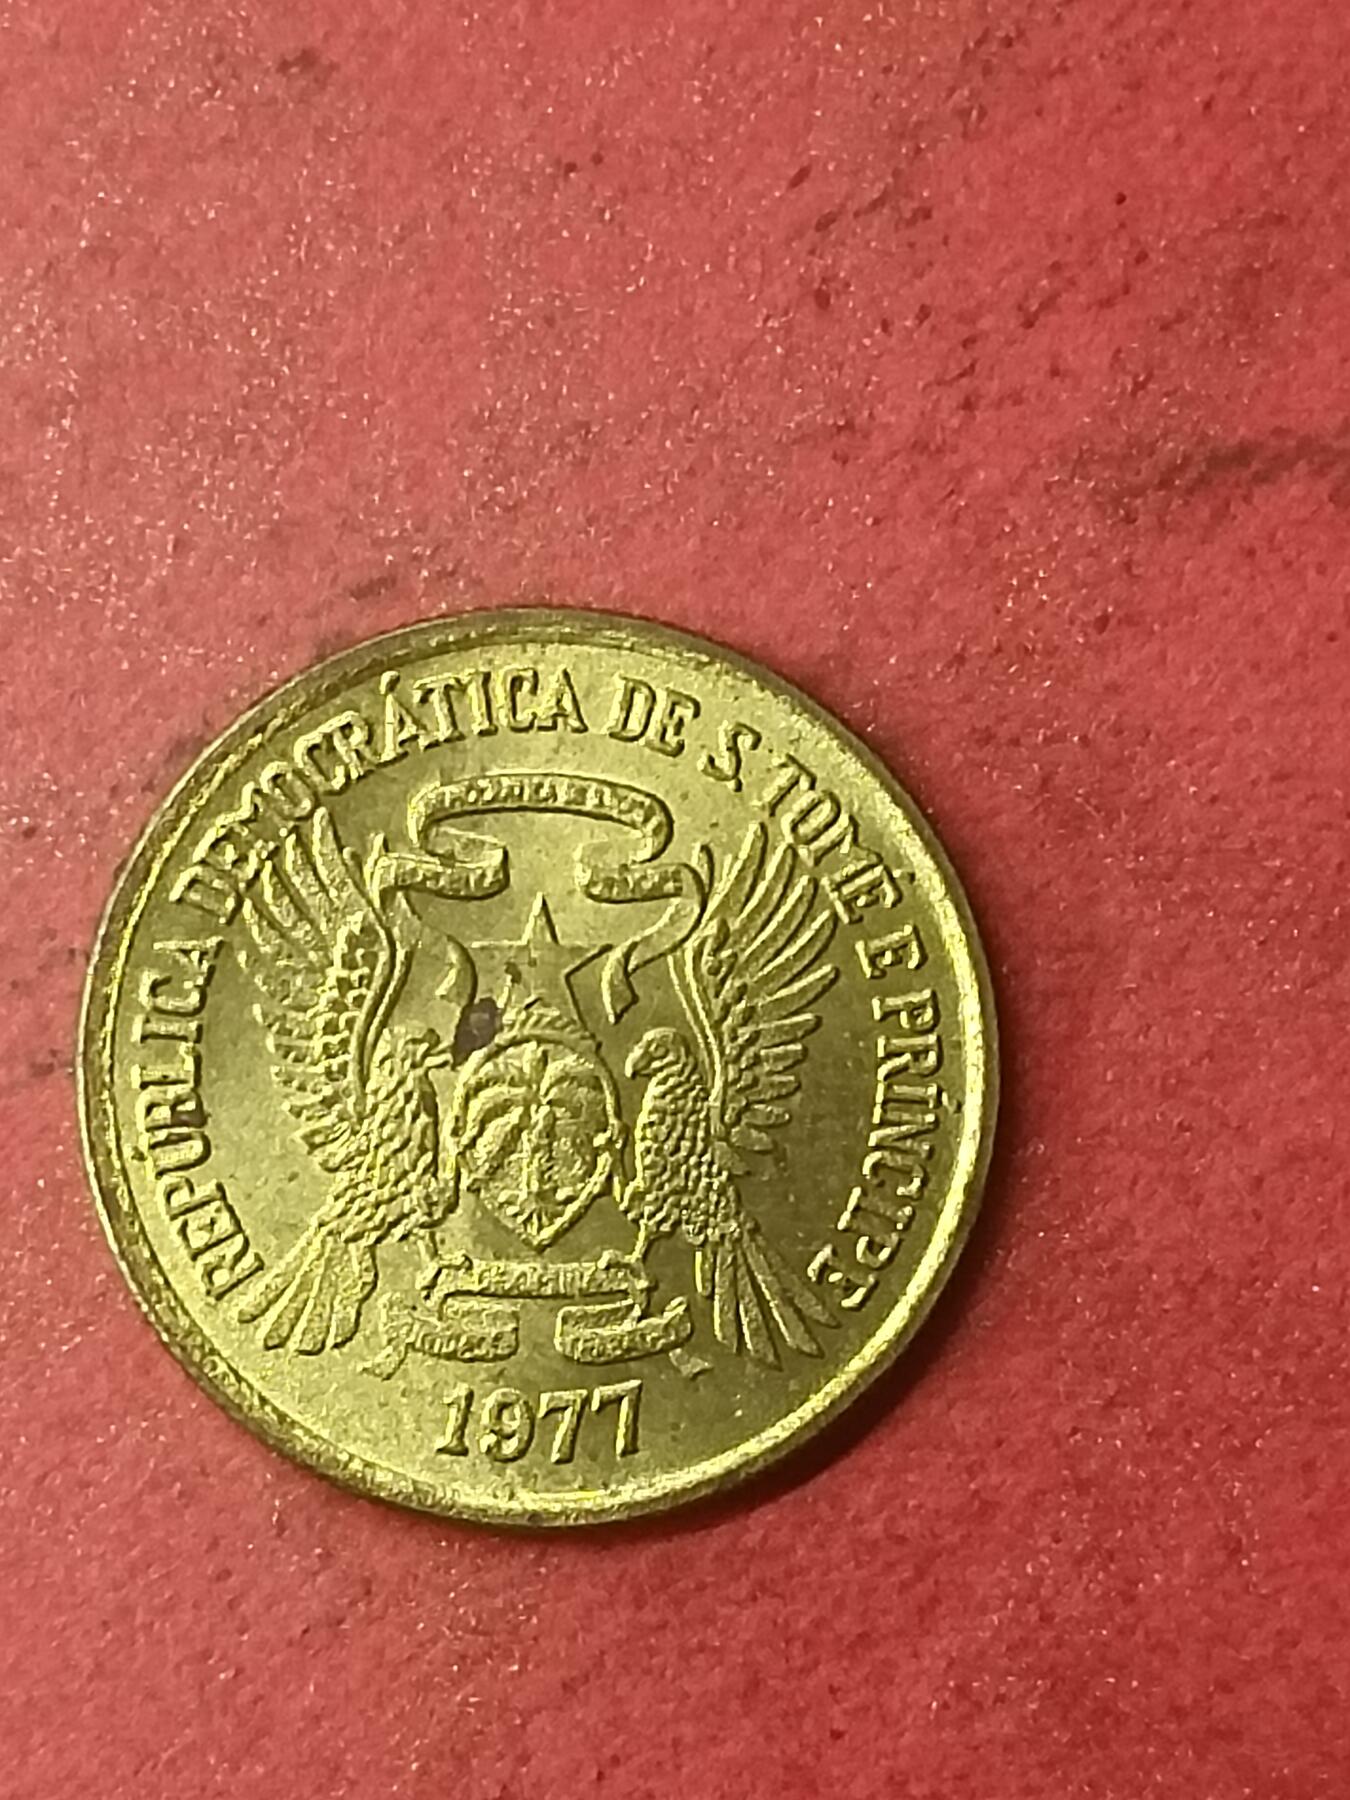 REPÚBLICA DEMOCRÁTICA DE S. TOMÉ E PRÍNCIPE
1977